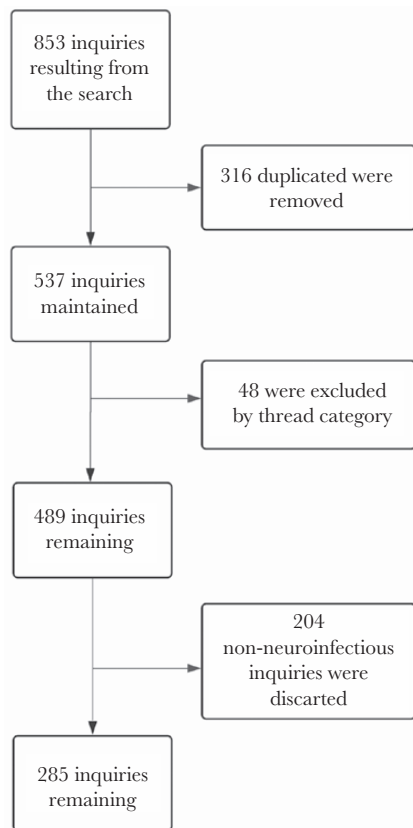 853 inquiries
resulting from
the search
316 duplicated were
removed
537 inquiries
maintained
48 were excluded
by thread category
489 inquiries
remaining
204
non-neuroinfectious
inquiries were
discarted
285 inquiries
remaining